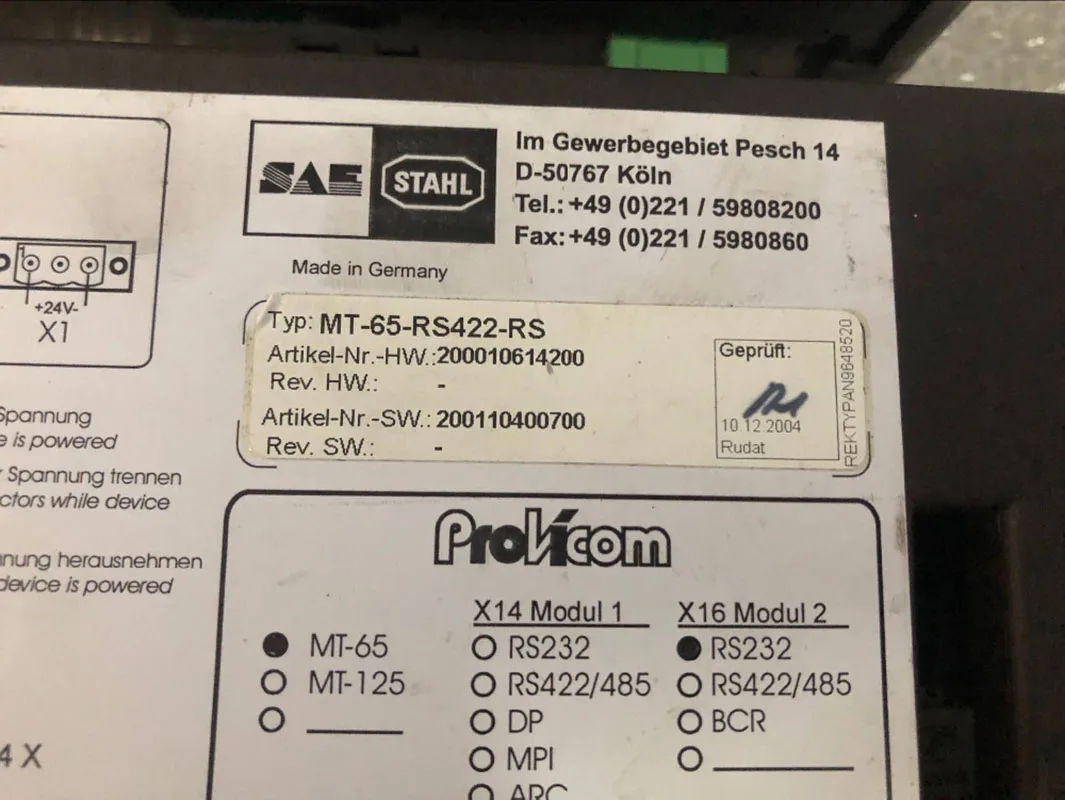 SAE
STAHL
Im Gewerbegebiet Pesch 14
D-50767 Köln
Tel.: +49 (0)221 / 59808200
Fax: +49 (0)221 / 5980860
Made in Germany
+24V-
X1
Typ: MT-65-RS422-RS
Artikel-Nr.-HW.: 200010614200
Rev. HW.: -
Artikel-Nr.-SW.: 200110400700
Rev. SW.: -
Geprüft:
10.12.2004
Rudat
REKTYPAN9648520
Spannung
is powered
Spannung trennen
ctors while device
nnung herausnehmen
device is powered
4 X
ProVicom
X14 Modul 1
X16 Modul 2
MT-65
RS232
RS232
MT-125
RS422/485
RS422/485
DP
BCR
MPI
ARC